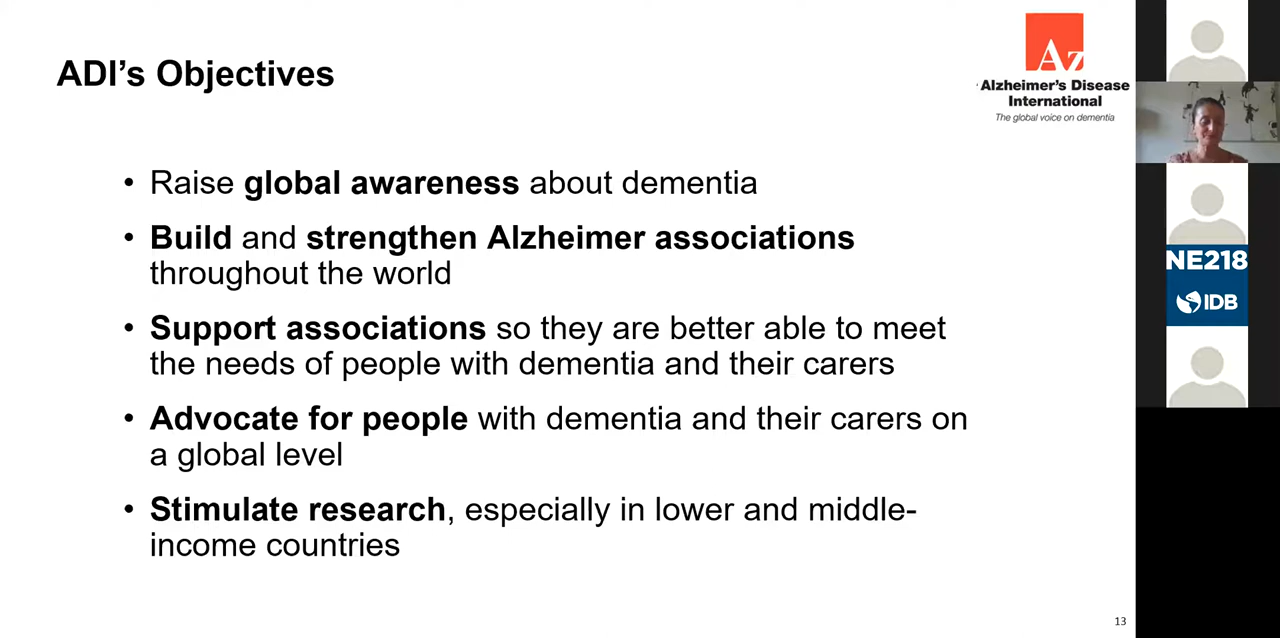 ADI’s Objectives
Az
Alzheimer’s Disease
International
The global voice on dementia
• Raise global awareness about dementia
• Build and strengthen Alzheimer associations
throughout the world
• Support associations so they are better able to meet
the needs of people with dementia and their carers
• Advocate for people with dementia and their carers on
a global level
• Stimulate research, especially in lower and middle-
income countries
13
NE218
IDB